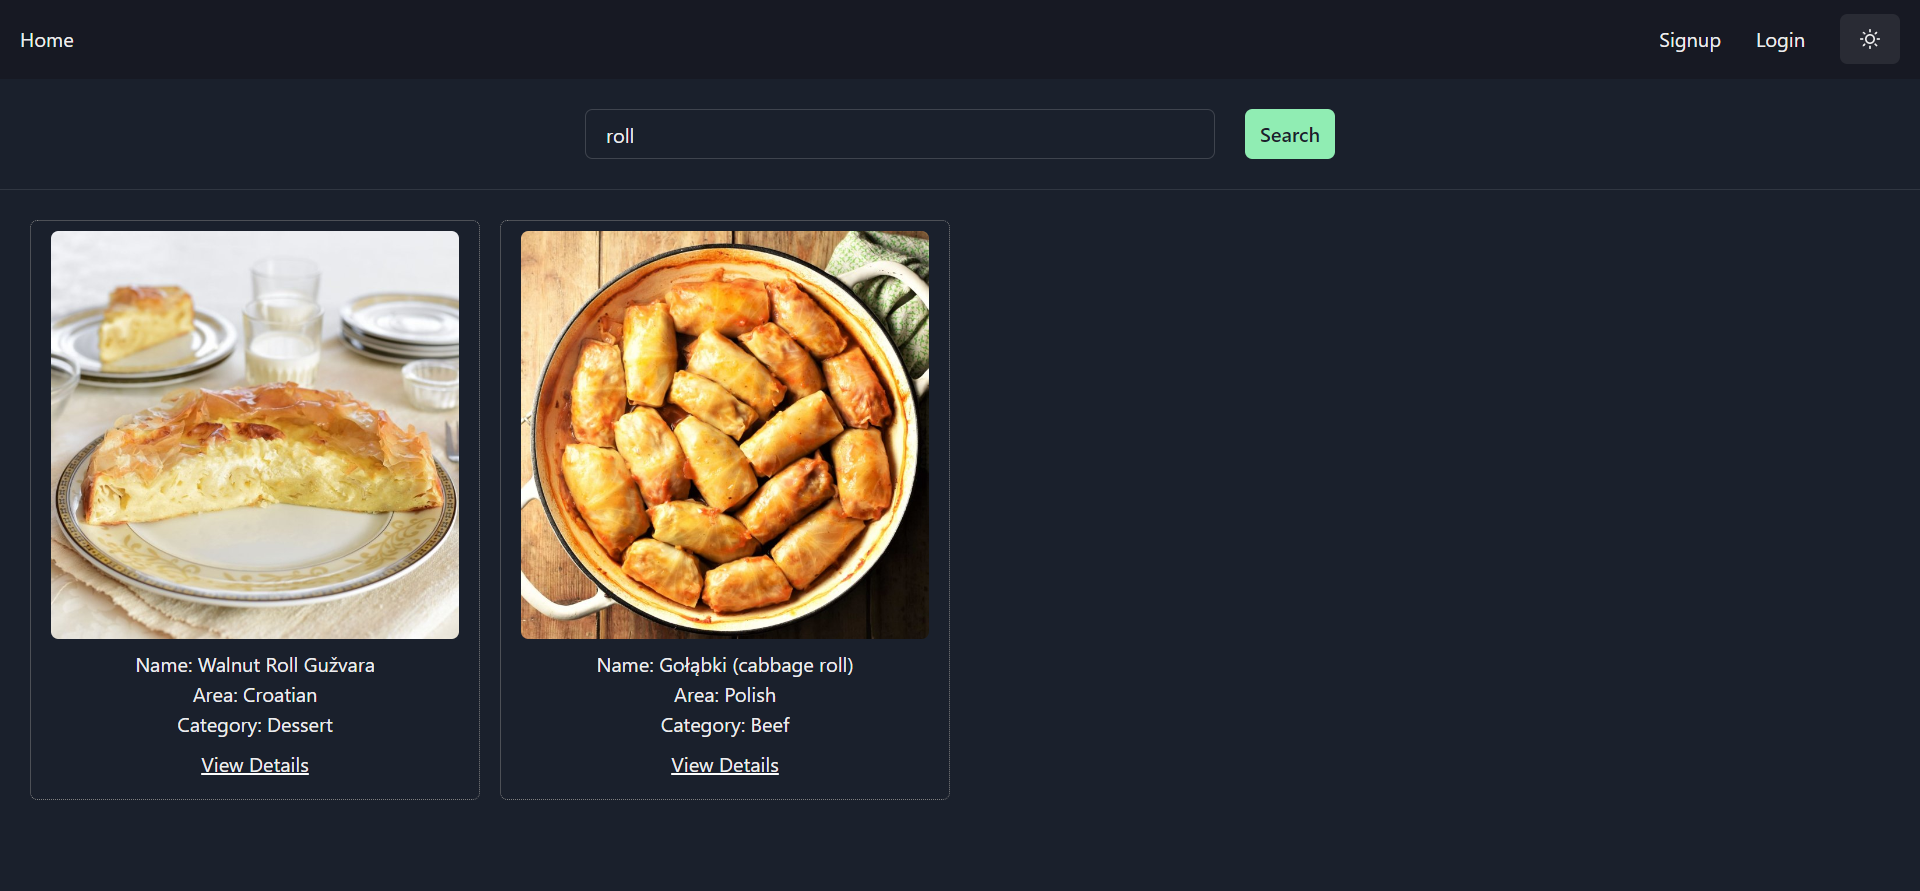 Home
Signup
Login
roll
Search
Name: Walnut Roll Gužvara
Area: Croatian
Category: Dessert
View Details
Name: Gołąbki (cabbage roll)
Area: Polish
Category: Beef
View Details